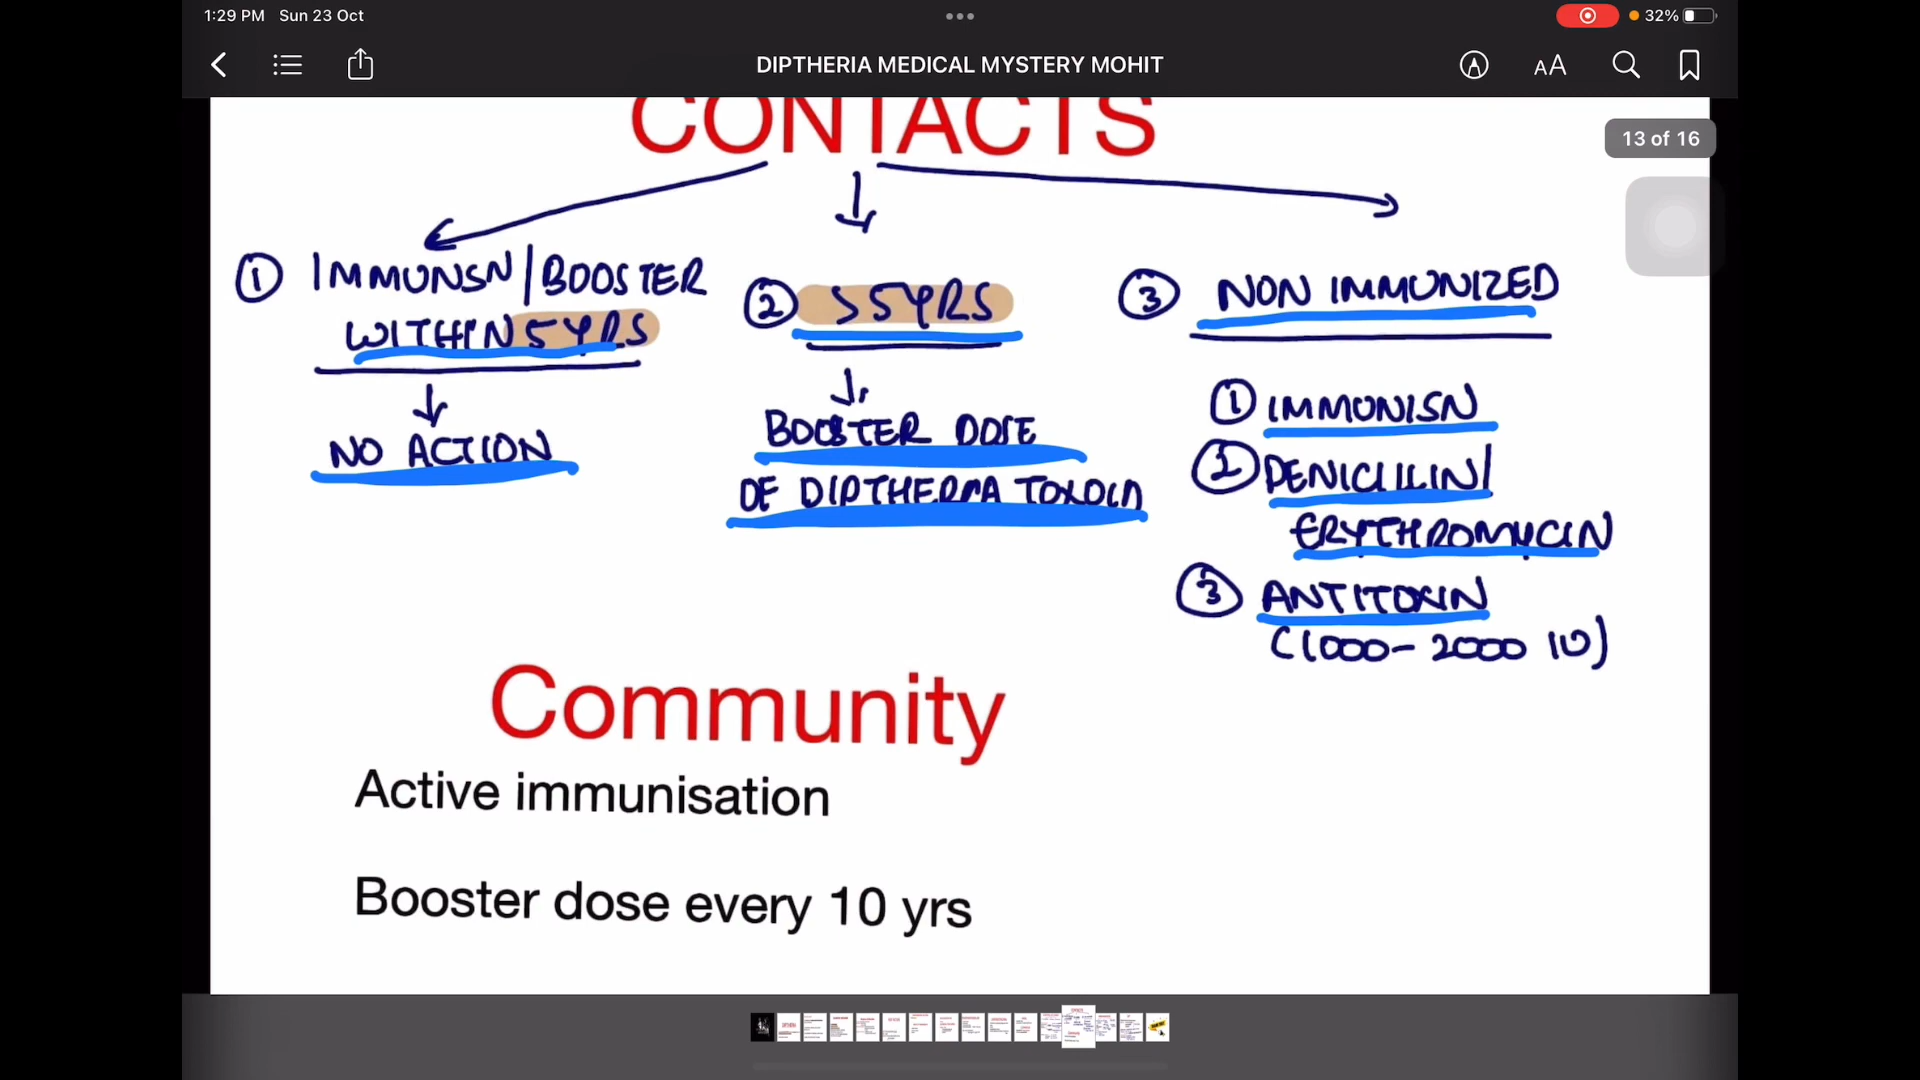 1:29 PM Sun 23 Oct
32%
DIPTHERIA MEDICAL MYSTERY MOHIT
AA
13 of 16
CONTACTS
① IMMUNSN/BOOSTER
WITHIN 5 YRS
NO ACTION
② >5YRS
BOOSTER DOSE
OF DIPTHERIA TOXOID
③ NON IMMUNIZED
① IMMUNISN
② PENICILLIN/
ERYTHROMYCIN
③ ANTITOXIN
(1000-2000 IU)
Community
Active immunisation
Booster dose every 10 yrs